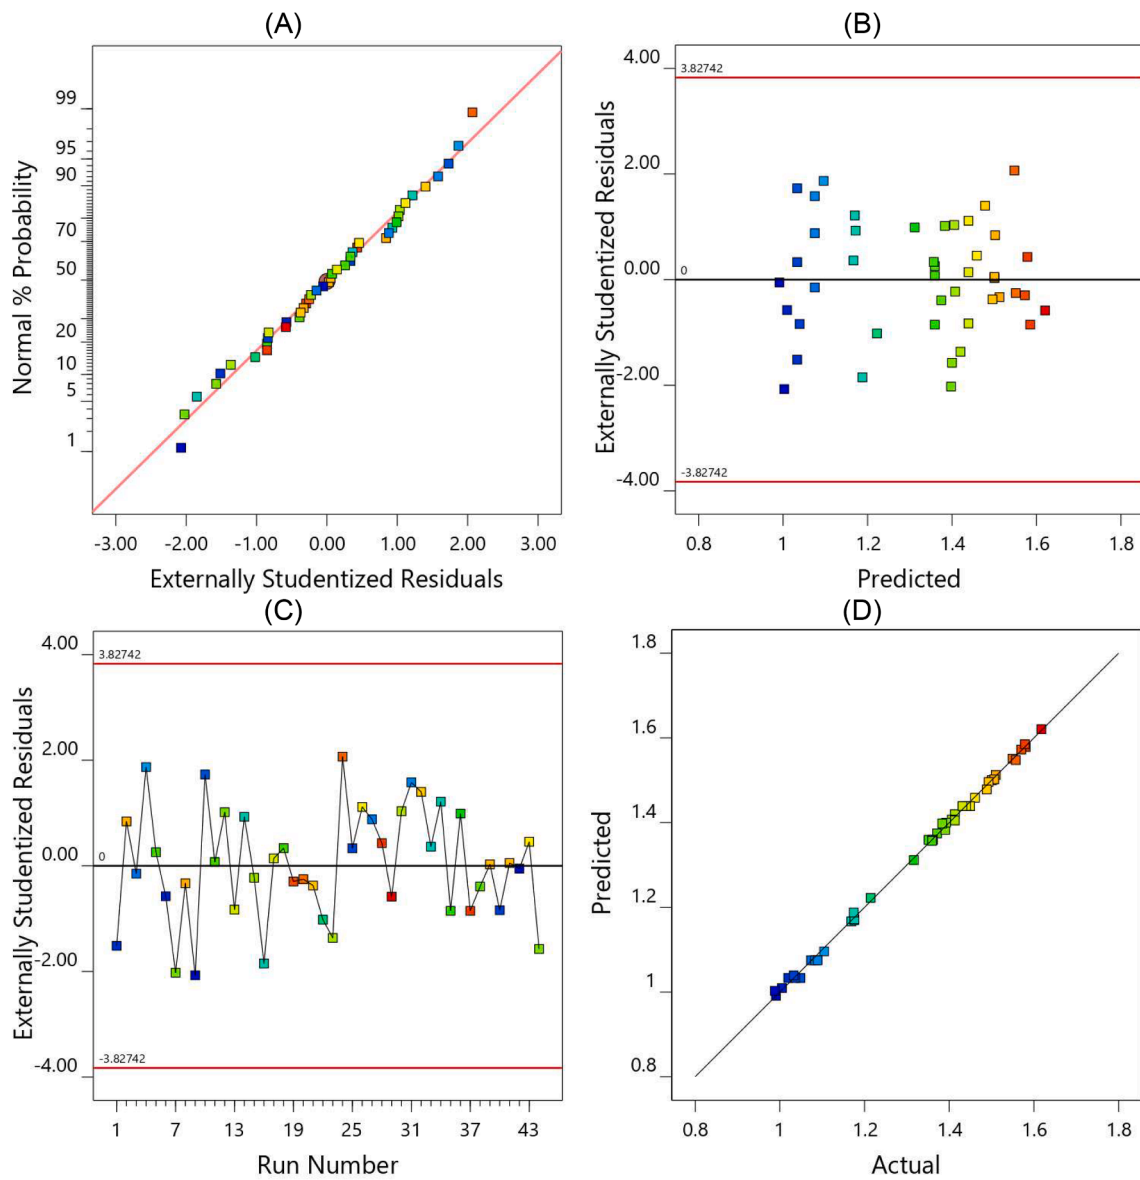 (A)
99
95
90
70
50
20
10
5
1
Normal % Probability
-3.00 -2.00 -1.00 0.00 1.00 2.00 3.00
Externally Studentized Residuals
(B)
4.00
3.82742
2.00
0.00
0
-2.00
-3.82742
-4.00
Externally Studentized Residuals
0.8 1 1.2 1.4 1.6 1.8
Predicted
(C)
4.00
3.82742
2.00
0.00
0
-2.00
-3.82742
-4.00
Externally Studentized Residuals
1 7 13 19 25 31 37 43
Run Number
(D)
1.8
1.6
1.4
1.2
1
0.8
Predicted
0.8 1 1.2 1.4 1.6 1.8
Actual